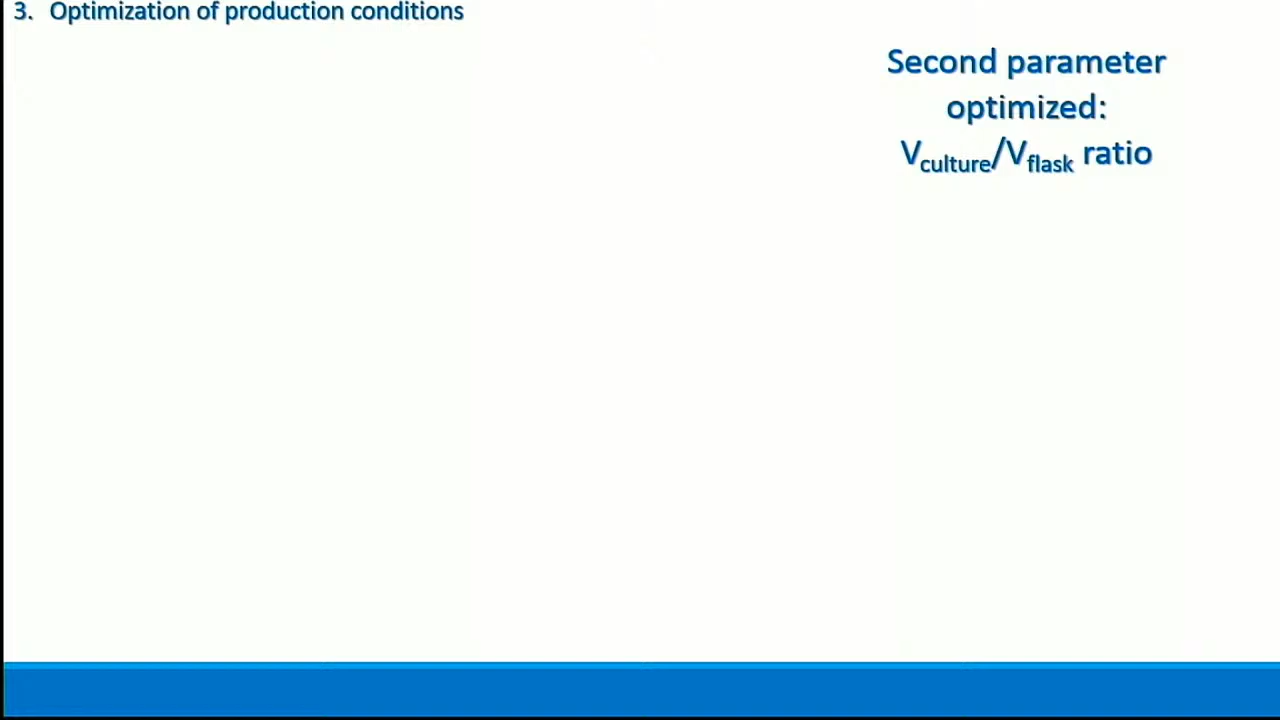 3. Optimization of production conditions
Second parameter
optimized:
Vculture/Vflask ratio